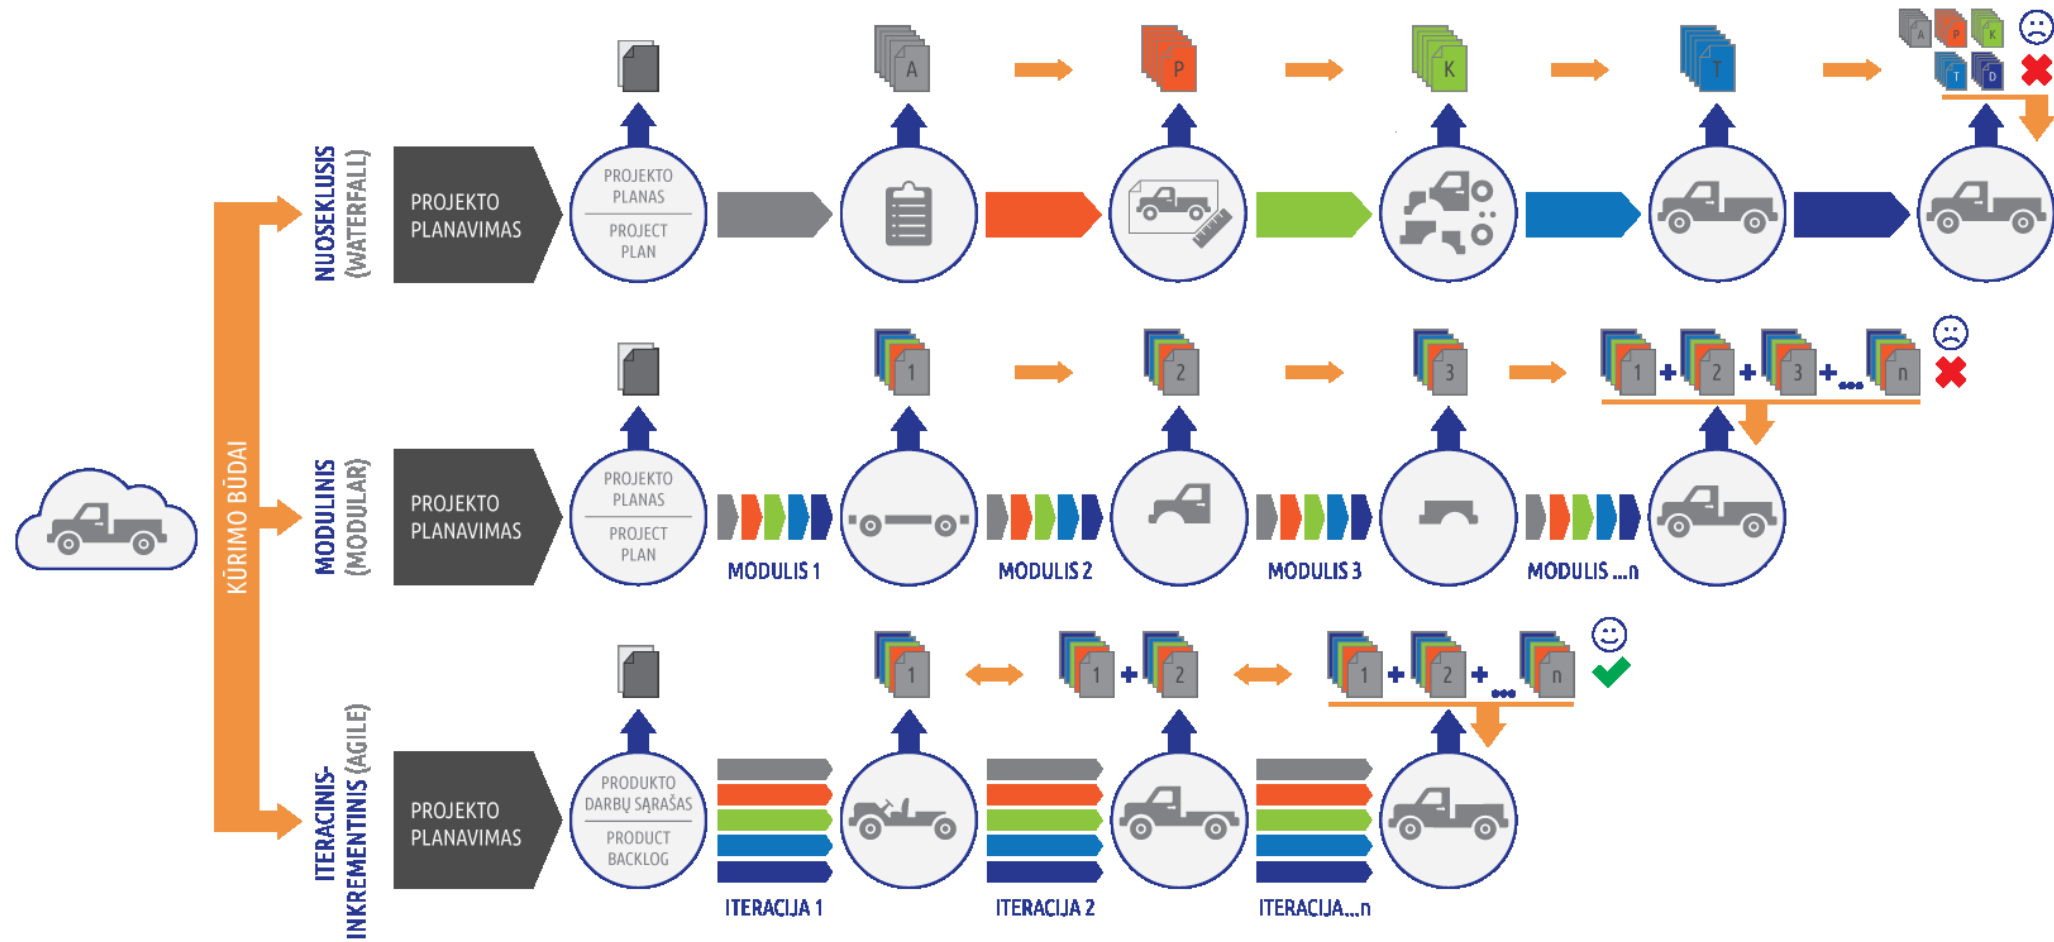 KŪRIMO BŪDAI
NUOSEKLUSIS
(WATERFALL)
PROJEKTO
PLANAVIMAS
PROJEKTO
PLANAS
PROJECT
PLAN
A
P
K
T
A
P
K
T
D
MODULINIS
(MODULAR)
PROJEKTO
PLANAVIMAS
PROJEKTO
PLANAS
PROJECT
PLAN
1
2
3
1 + 2 + 3 + ... n
MODULIS 1
MODULIS 2
MODULIS 3
MODULIS ...n
ITERACINIS-
INKREMENTINIS (AGILE)
PROJEKTO
PLANAVIMAS
PRODUKTO
DARBŲ SĄRAŠAS
PRODUCT
BACKLOG
1
1 + 2
1 + 2 + ... n
ITERACIJA 1
ITERACIJA 2
ITERACIJA...n